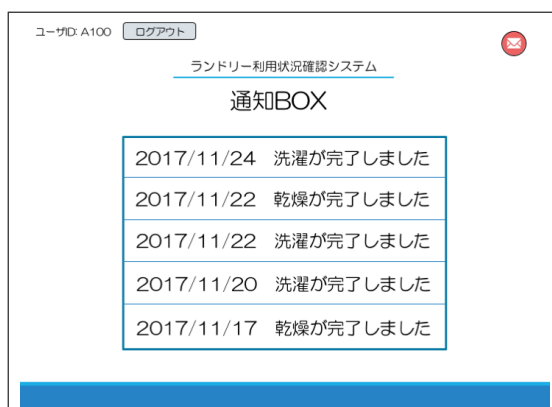 ユーザID: A100 ログアウト
ランドリー利用状況確認システム
通知BOX
2017/11/24 洗濯が完了しました
2017/11/22 乾燥が完了しました
2017/11/22 洗濯が完了しました
2017/11/20 洗濯が完了しました
2017/11/17 乾燥が完了しました